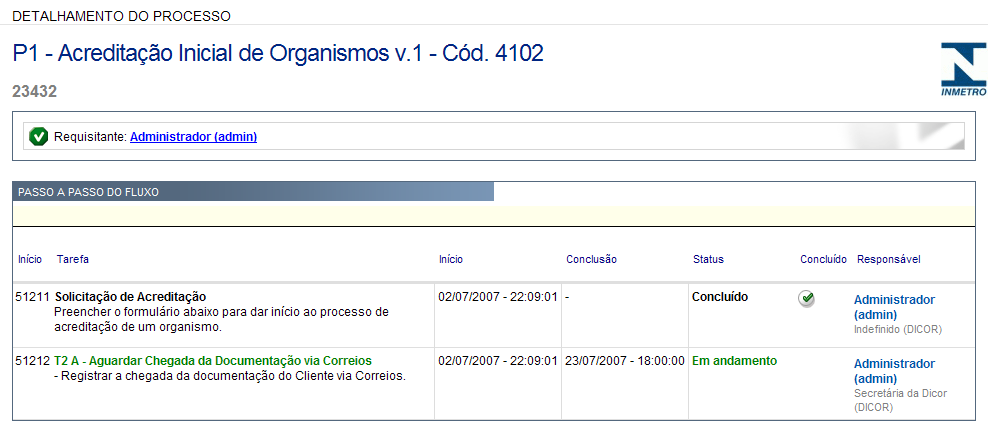 DETALHAMENTO DO PROCESSO
P1 - Acreditação Inicial de Organismos v.1 - Cód. 4102
INMETRO
23432
Requisitante: Administrador (admin)
PASSO A PASSO DO FLUXO
Início Tarefa Início Conclusão Status Concluído Responsável
51211 Solicitação de Acreditação 02/07/2007 - 22:09:01 - Concluído Administrador
Preencher o formulário abaixo para dar início ao processo de (admin)
acreditação de um organismo. Indefinido (DICOR)
51212 T2 A - Aguardar Chegada da Documentação via Correios 02/07/2007 - 22:09:01 23/07/2007 - 18:00:00 Em andamento Administrador
- Registrar a chegada da documentação do Cliente via Correios. (admin)
Secretária da Dicor
(DICOR)